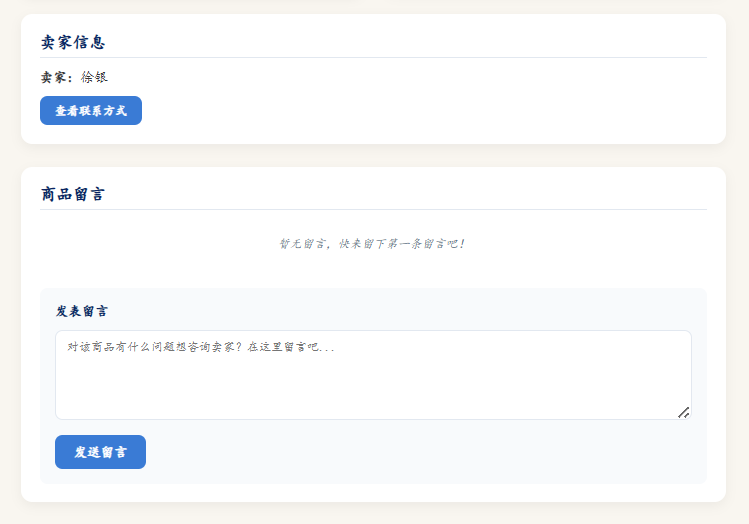 卖家信息
卖家：徐银
查看联系方式
商品留言
暂无留言，快来留下第一条留言吧！
发表留言
对该商品有什么问题想咨询卖家？在这里留言吧...
发送留言